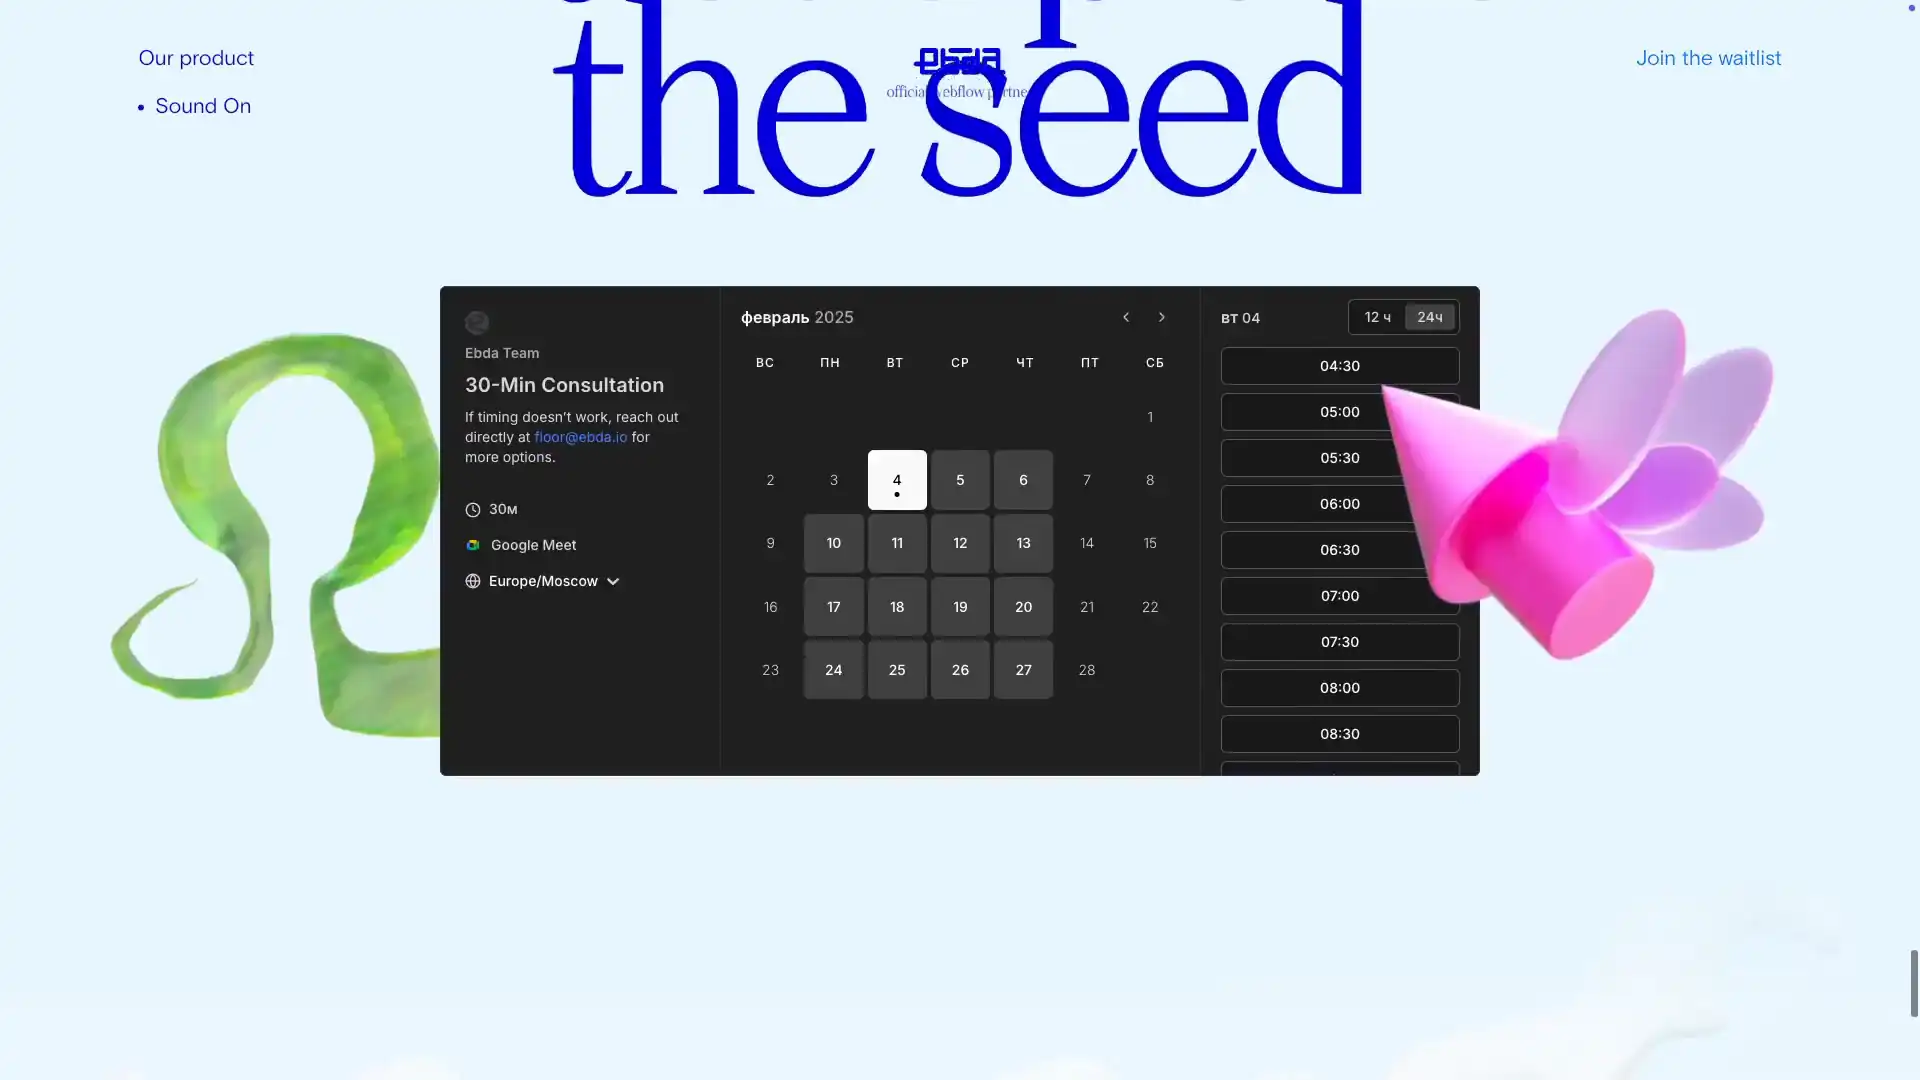 Our product
Sound On
ebda
Join the waitlist
the seed
Ebda Team
30-Min Consultation
If timing doesn't work, reach out
directly at floor@ebda.io for
more options.
30м
Google Meet
Europe/Moscow
февраль 2025
ВС ПН ВТ СР ЧТ ПТ СБ
1
2 3 4 5 6 7 8
9 10 11 12 13 14 15
16 17 18 19 20 21 22
23 24 25 26 27 28
вт 04
12 ч 24ч
04:30
05:00
05:30
06:00
06:30
07:00
07:30
08:00
08:30